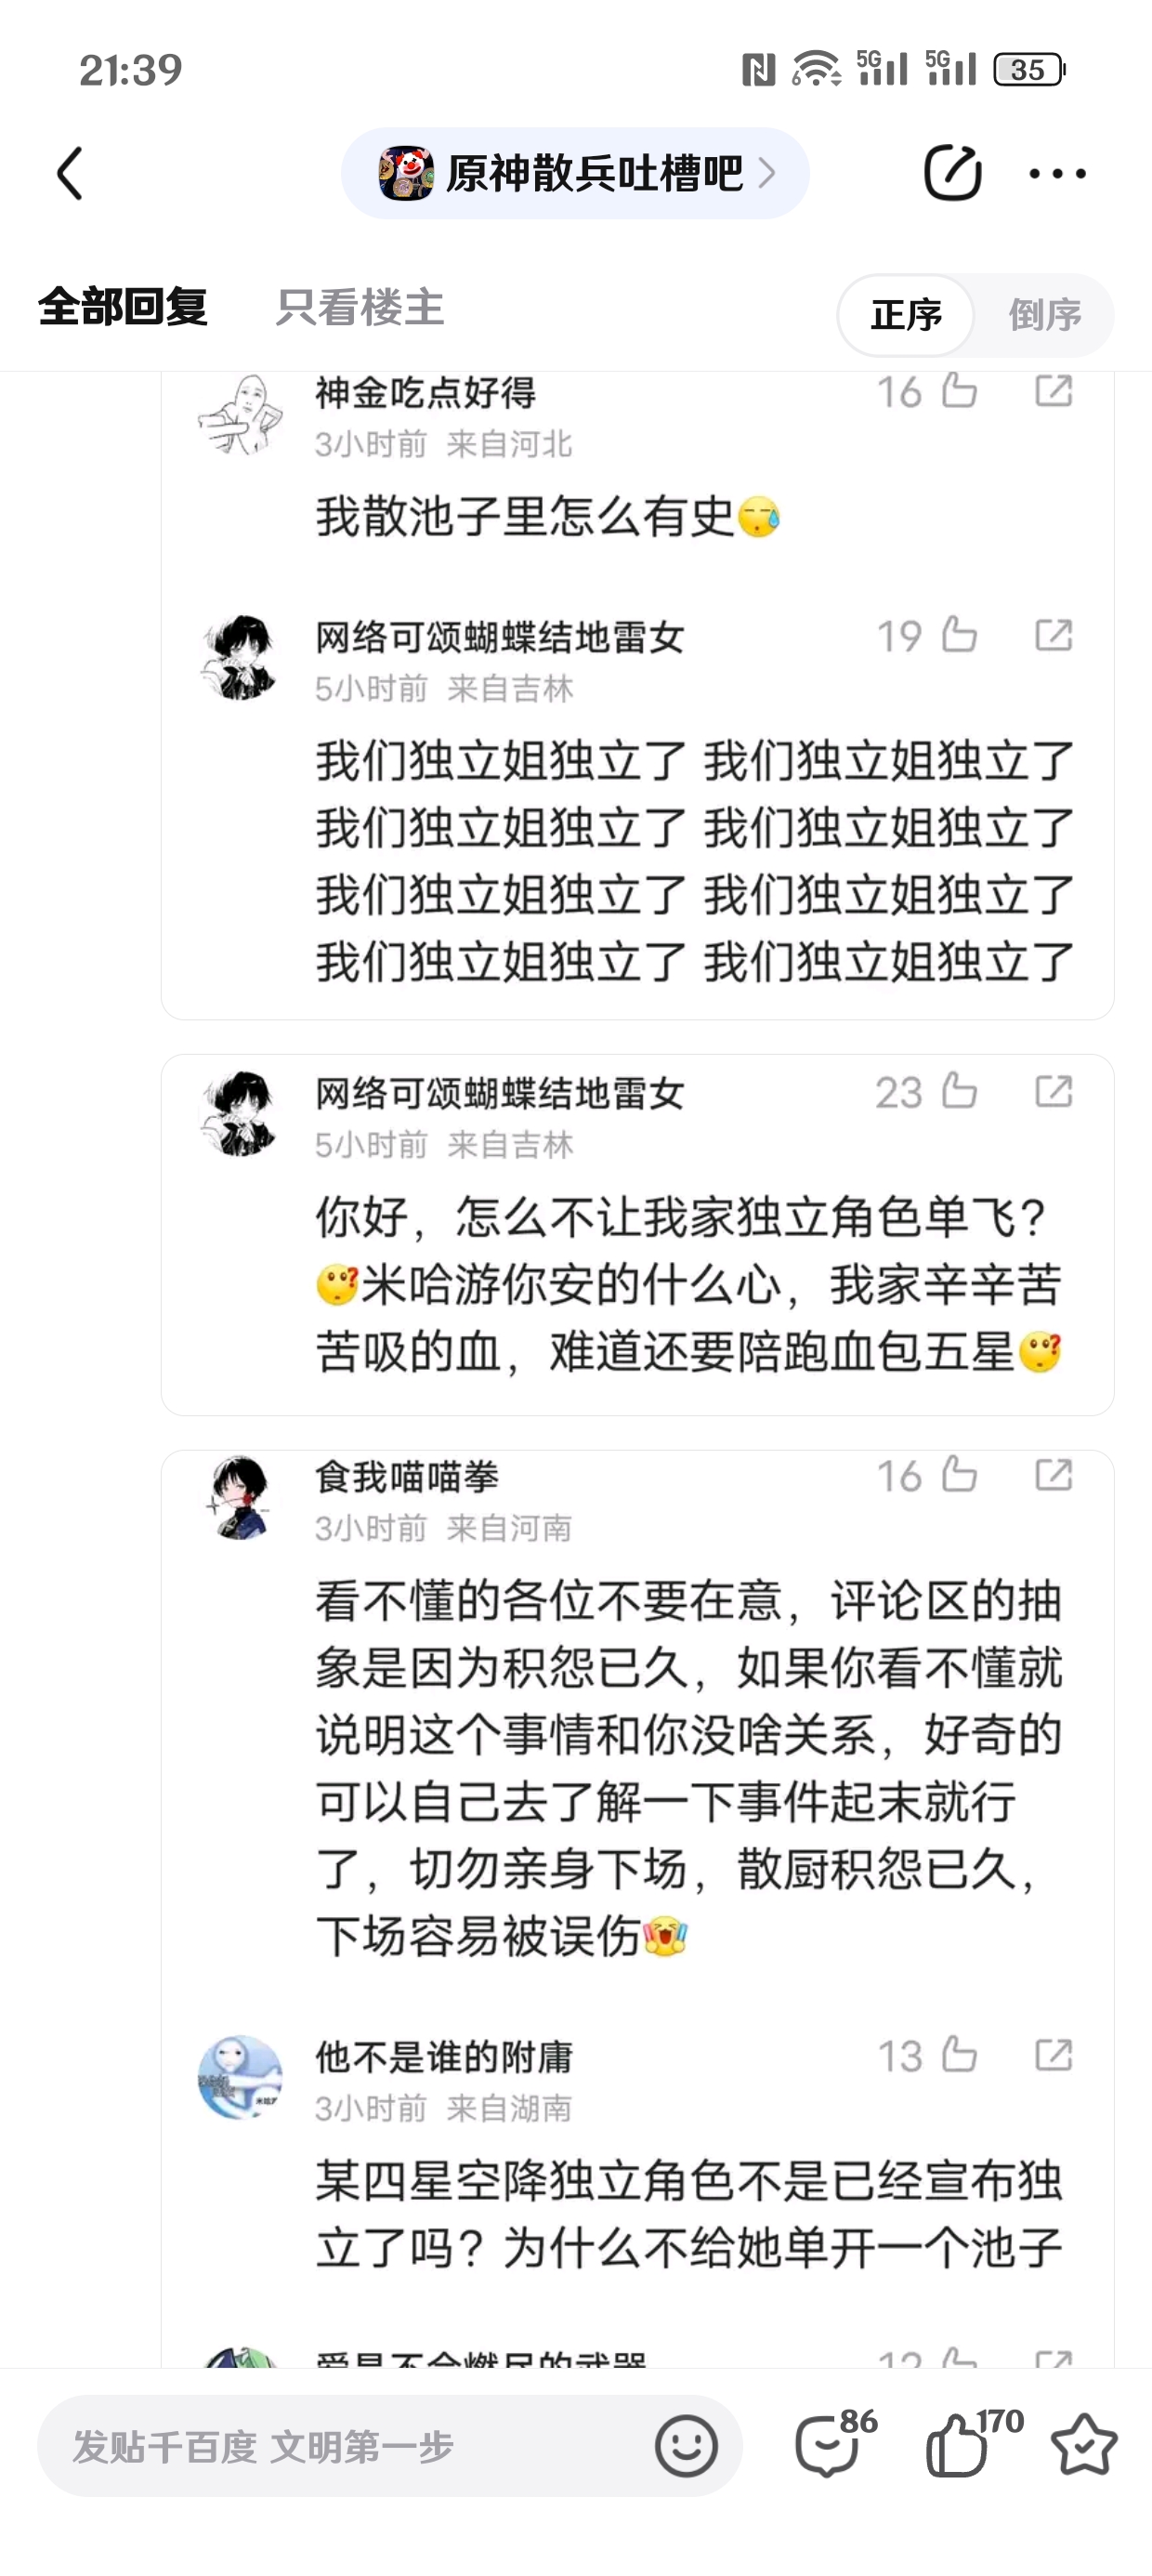 21:39
5G
5G
35
6
原神散兵吐槽吧
全部回复
只看楼主
正序
倒序
神金吃点好得
16
3小时前 来自河北
我散池子里怎么有史
网络可颂蝴蝶结地雷女
19
5小时前 来自吉林
我们独立姐独立了 我们独立姐独立了
我们独立姐独立了 我们独立姐独立了
我们独立姐独立了 我们独立姐独立了
我们独立姐独立了 我们独立姐独立了
网络可颂蝴蝶结地雷女
23
5小时前 来自吉林
你好，怎么不让我家独立角色单飞?
米哈游你安的什么心，我家辛辛苦
苦吸的血，难道还要陪跑血包五星
食我喵喵拳
16
3小时前 来自河南
看不懂的各位不要在意，评论区的抽
象是因为积怨已久，如果你看不懂就
说明这个事情和你没啥关系，好奇的
可以自己去了解一下事件起末就行
了，切勿亲身下场，散厨积怨已久，
下场容易被误伤
他不是谁的附庸
13
3小时前 来自湖南
某四星空降独立角色不是已经宣布独
立了吗？为什么不给她单开一个池子
爱是不会燃尽的武器
12
发贴千百度 文明第一步
86
170